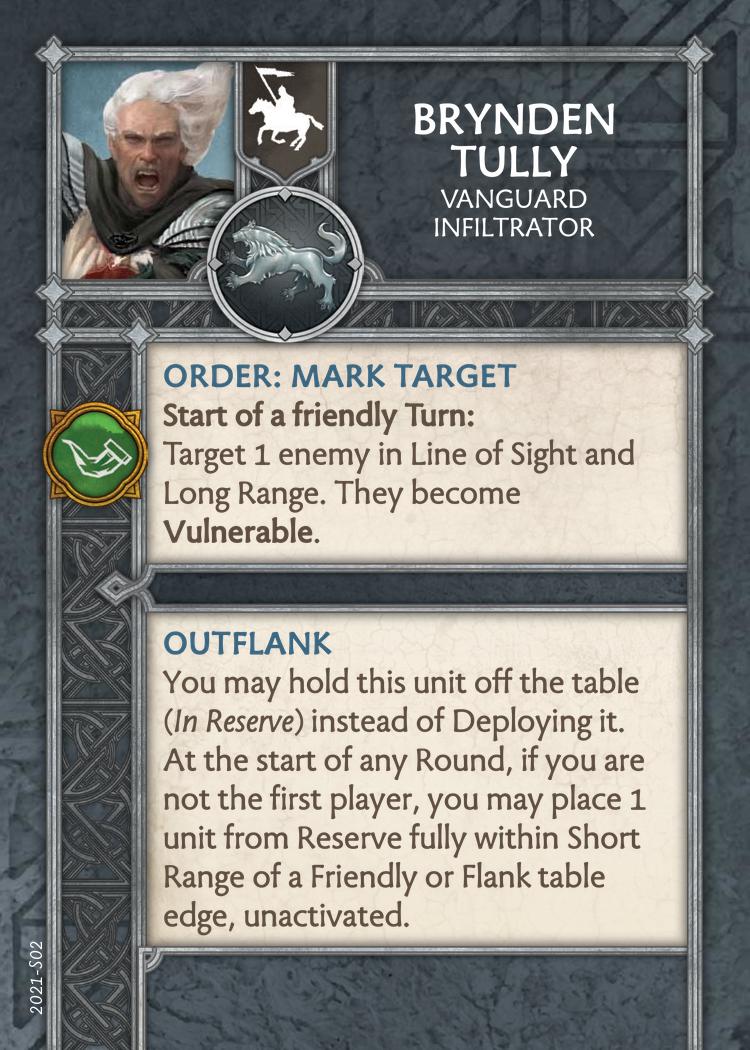 BRYNDEN
TULLY
VANGUARD
INFILTRATOR
ORDER: MARK TARGET
Start of a friendly Turn:
Target 1 enemy in Line of Sight and
Long Range. They become
Vulnerable.
OUTFLANK
You may hold this unit off the table
(In Reserve) instead of Deploying it.
At the start of any Round, if you are
not the first player, you may place 1
unit from Reserve fully within Short
Range of a Friendly or Flank table
edge, unactivated.
2021-S02